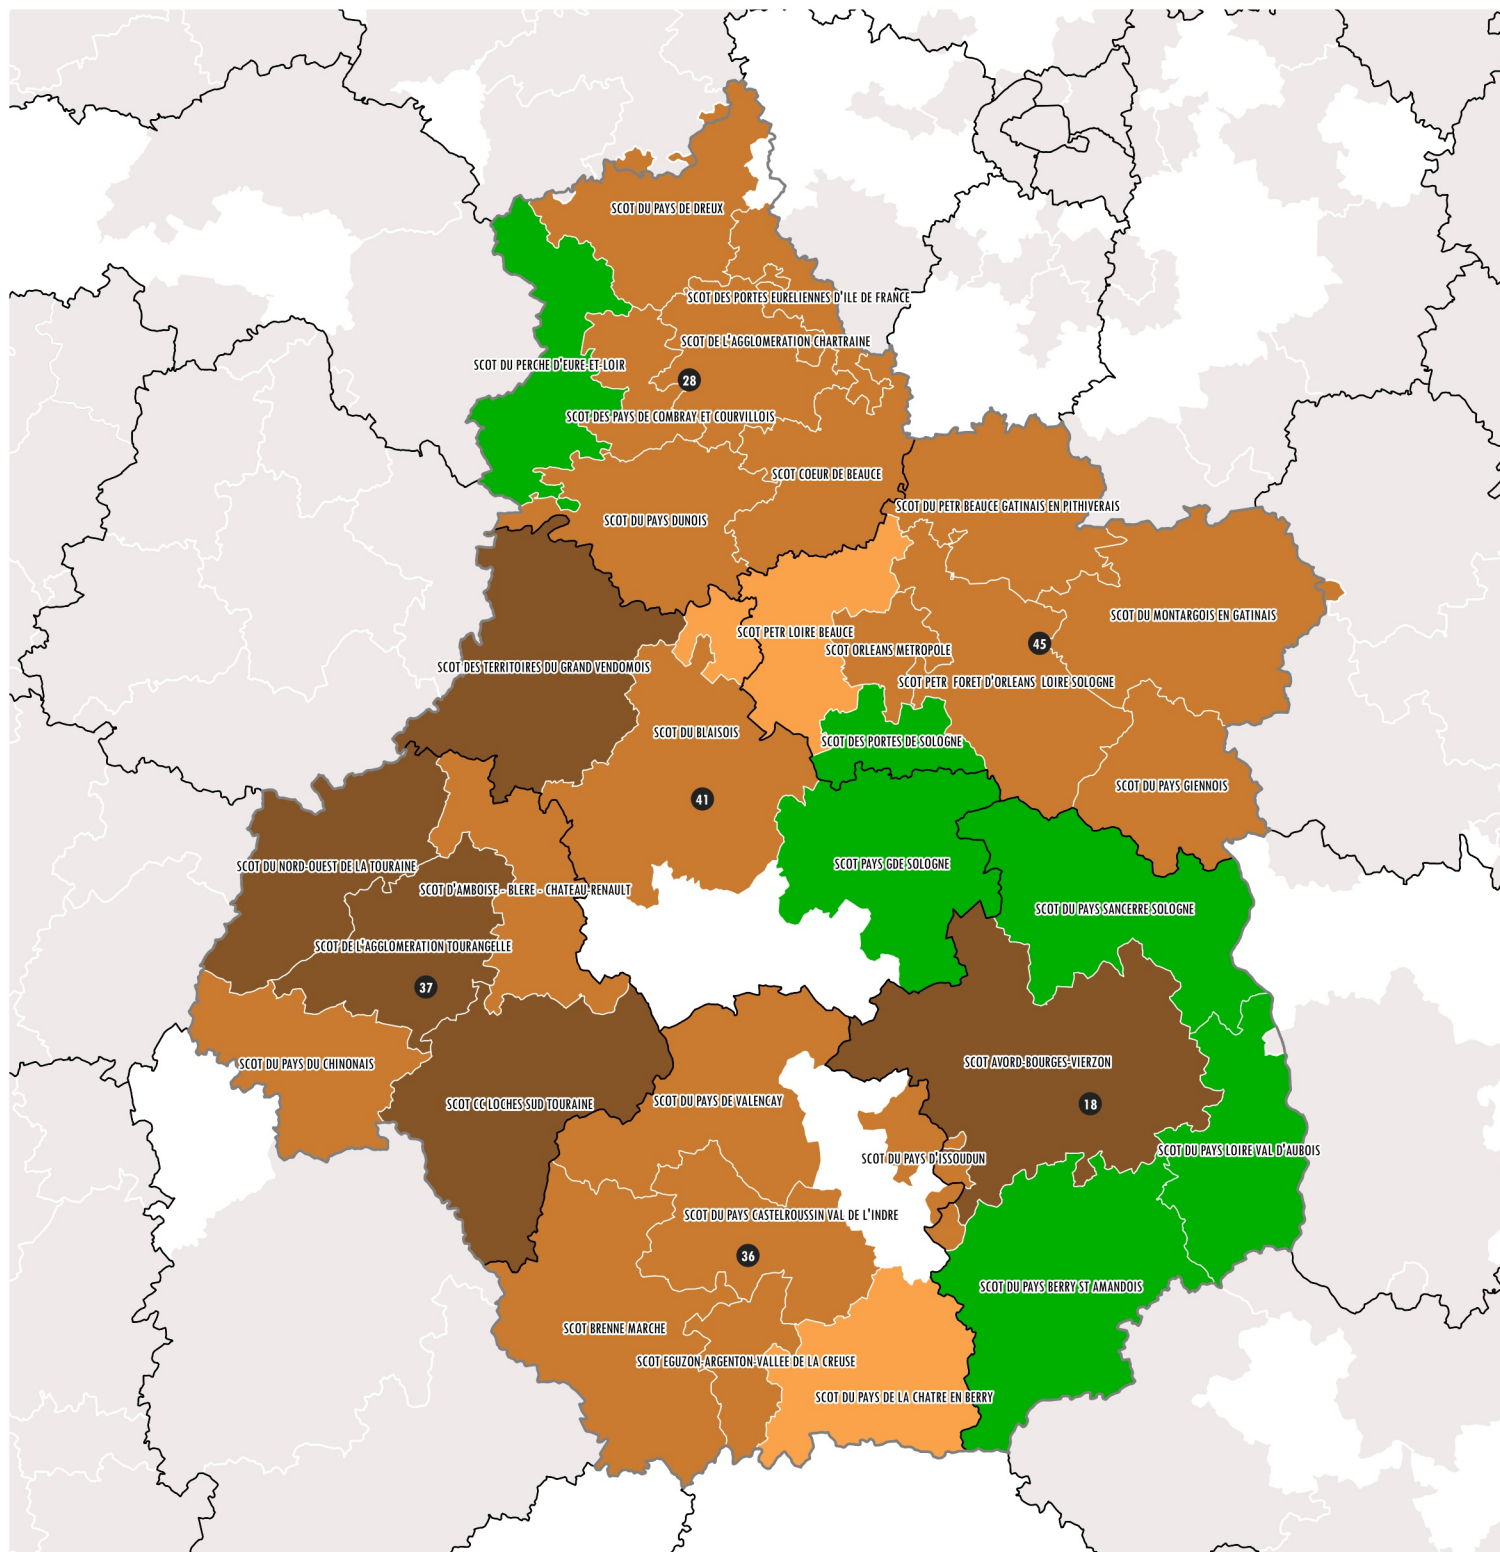 SCOT DU PAYS DE DREUX
SCOT DES PORTES EURELIENNES D'ILE DE FRANCE
SCOT DE L'AGGLOMERATION CHARTRAINE
SCOT DU PERCHE D'EURE-ET-LOIR
28
SCOT DES PAYS DE COMBRAY ET COURVILLOIS
SCOT COEUR DE BEAUCE
SCOT DU PETR BEAUCE GATINAIS EN PITHIVERAIS
SCOT DU PAYS DUNOIS
SCOT DU MONTARGOIS EN GATINAIS
SCOT PETR LOIRE BEAUCE
45
SCOT ORLEANS METROPOLE
SCOT DES TERRITOIRES DU GRAND VENDOMOIS
SCOT PETR FORET D'ORLEANS LOIRE SOLOGNE
SCOT DU BLAISOIS
SCOT DES PORTES DE SOLOGNE
SCOT DU PAYS GIENNOIS
41
SCOT PAYS GDE SOLOGNE
SCOT DU NORD-OUEST DE LA TOURAINE
SCOT D'AMBOISE - BLERE - CHATEAU-RENAULT
SCOT DU PAYS SANCERRE SOLOGNE
SCOT DE L'AGGLOMERATION TOURANGELLE
37
SCOT DU PAYS DU CHINONAIS
SCOT AVORD-BOURGES-VIERZON
SCOT DU PAYS DE VALENCAY
SCOT CC LOCHES SUD TOURAINE
18
SCOT DU PAYS LOIRE VAL D'AUBOIS
SCOT DU PAYS D'ISSOUDUN
SCOT DU PAYS CASTELROUSSIN VAL DE L'INDRE
36
SCOT DU PAYS BERRY ST AMANDOIS
SCOT BRENNE MARCHE
SCOT EGUZON-ARGENTON-VALLEE DE LA CREUSE
SCOT DU PAYS DE LA CHATRE EN BERRY